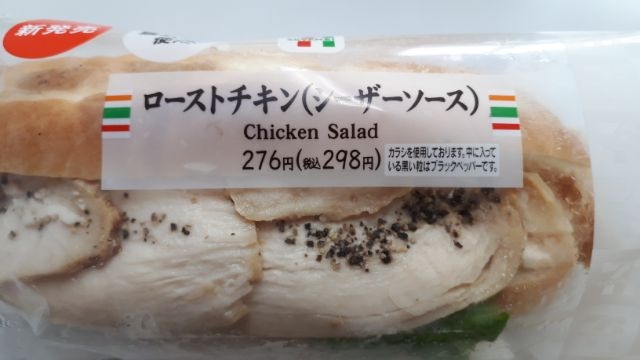 新発売
ローストチキン(シーザーソース)
Chicken Salad
276円(税込298円)
カラシを使用しております。中に入って
いる黒い粒はブラックペッパーです。